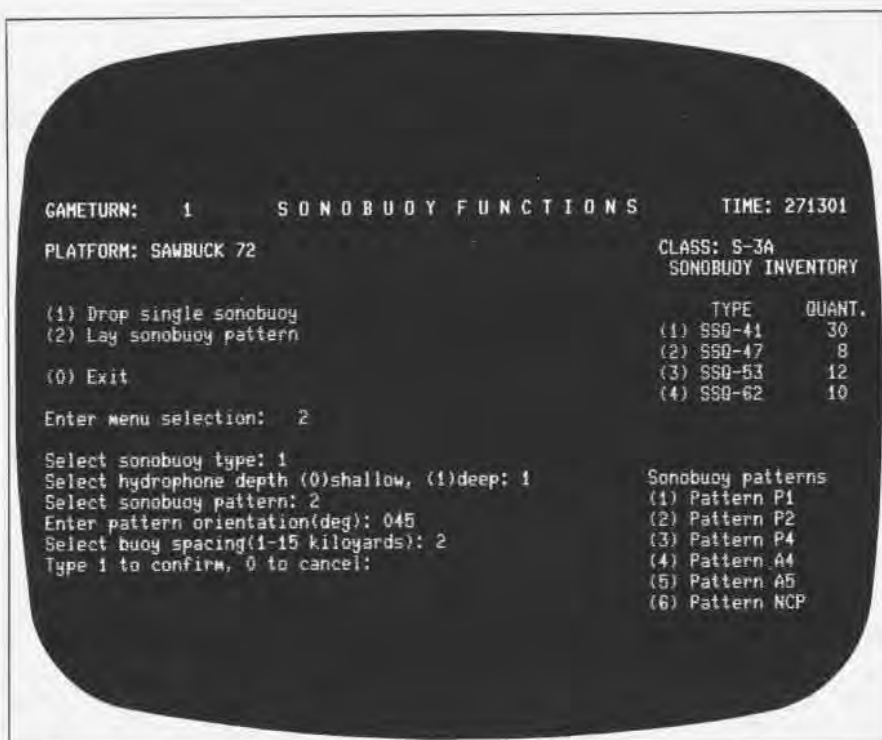 GAMETURN: 1 SONOBUOY FUNCTIONS TIME: 271301
PLATFORM: SAWBUCK 72 CLASS: S-3A
SONOBUOY INVENTORY
(1) Drop single sonobuoy TYPE QUANT.
(2) Lay sonobuoy pattern (1) SSQ-41 30
(2) SSQ-47 8
(0) Exit (3) SSQ-53 12
(4) SSQ-62 10
Enter menu selection: 2
Select sonobuoy type: 1 Sonobuoy patterns
Select hydrophone depth (0)shallow, (1)deep: 1 (1) Pattern P1
Select sonobuoy pattern: 2 (2) Pattern P2
Enter pattern orientation(deg): 045 (3) Pattern P4
Select buoy spacing(1-15 kiloyards): 2 (4) Pattern A4
Type 1 to confirm, 0 to cancel: (5) Pattern A5
(6) Pattern NCP